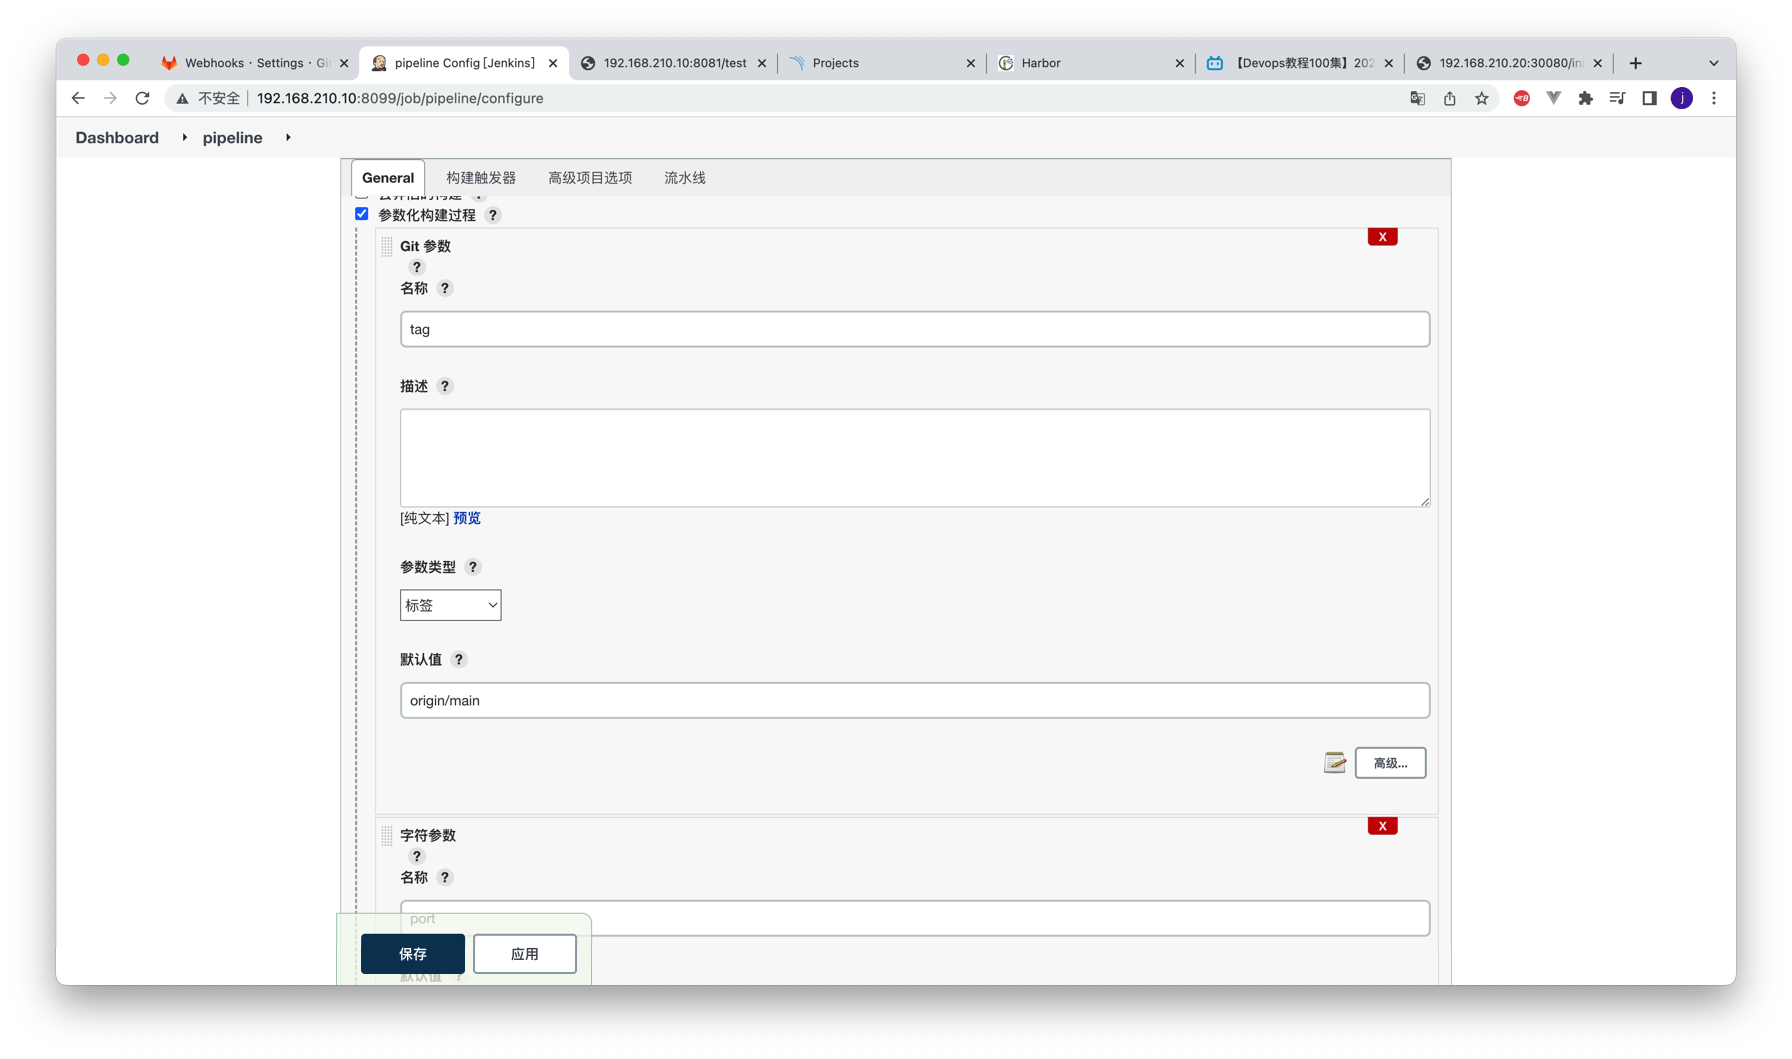 Webhooks · Settings · Gi
pipeline Config [Jenkins]
192.168.210.10:8081/test
Projects
Harbor
【Devops教程100集】202
192.168.210.20:30080/in
不安全
192.168.210.10:8099/job/pipeline/configure
j
Dashboard
pipeline
General
构建触发器
高级项目选项
流水线
参数化构建过程 ?
Git 参数
X
?
名称 ?
tag
描述 ?
[纯文本] 预览
参数类型 ?
标签
默认值 ?
origin/main
高级...
字符参数
X
?
名称 ?
port
保存
应用
默认值 ?